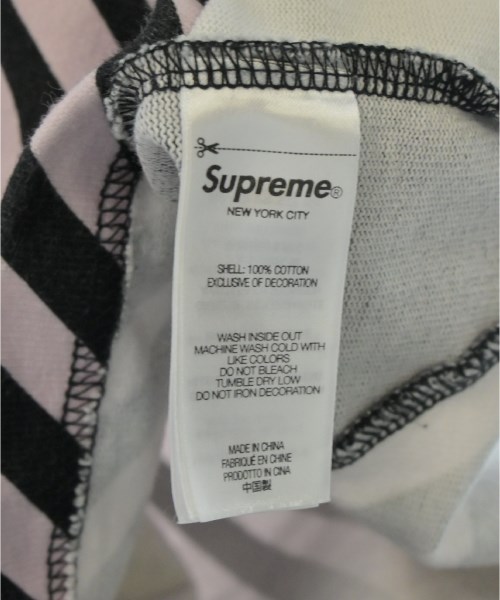 Supreme®
NEW YORK CITY
SHELL: 100% COTTON
EXCLUSIVE OF DECORATION
WASH INSIDE OUT
MACHINE WASH COLD WITH
LIKE COLORS
DO NOT BLEACH
TUMBLE DRY LOW
DO NOT IRON DECORATION
MADE IN CHINA
FABRIQUÉ EN CHINE
PRODOTTO IN CINA
中国製